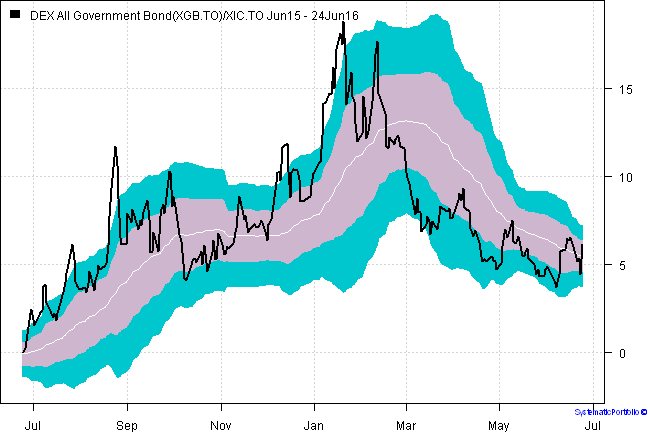 DEX All Government Bond(XGB.TO)/XIC.TO Jun15 - 24Jun16
15
10
5
0
Jul Sep Nov Jan Mar May Jul
SystematicPortfolio ©